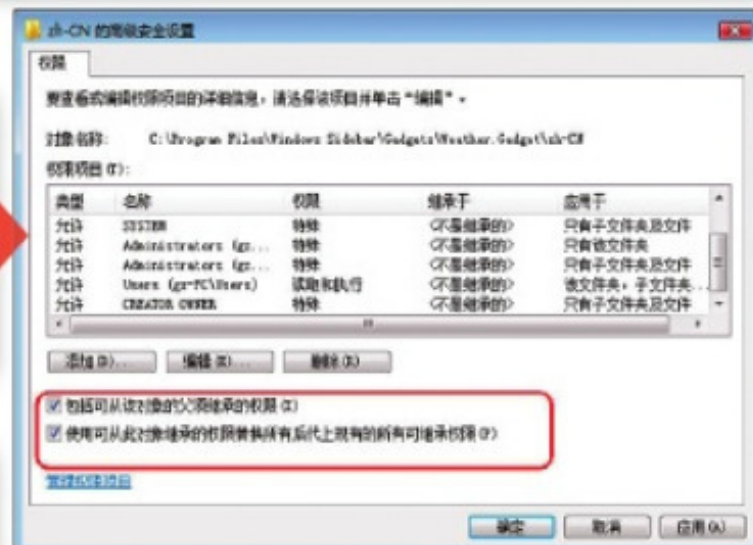 zh-CN 的高级安全设置
权限
要查看或编辑权限项目的详细信息，请选择该项目并单击“编辑”。
对象名称: C:\Program Files\Windows Sidebar\Gadgets\Weather.Gadget\zh-CN
权限项目(T):
类型 名称 权限 继承于 应用于
允许 SYSTEM 特殊 <不是继承的> 只有子文件夹及文件
允许 Administrators (gz... 特殊 <不是继承的> 只有该文件夹
允许 Administrators (gz... 特殊 <不是继承的> 只有子文件夹及文件
允许 Users (gz-PC\Users) 读取和执行 <不是继承的> 该文件夹，子文件夹...
允许 CREATOR OWNER 特殊 <不是继承的> 只有子文件夹及文件
添加(D)... 编辑(E)... 删除(R)
包括可从该对象的父项继承的权限(I)
使用可从此对象继承的权限替换所有后代上现有的所有可继承权限(P)
管理权限项目
确定 取消 应用(A)